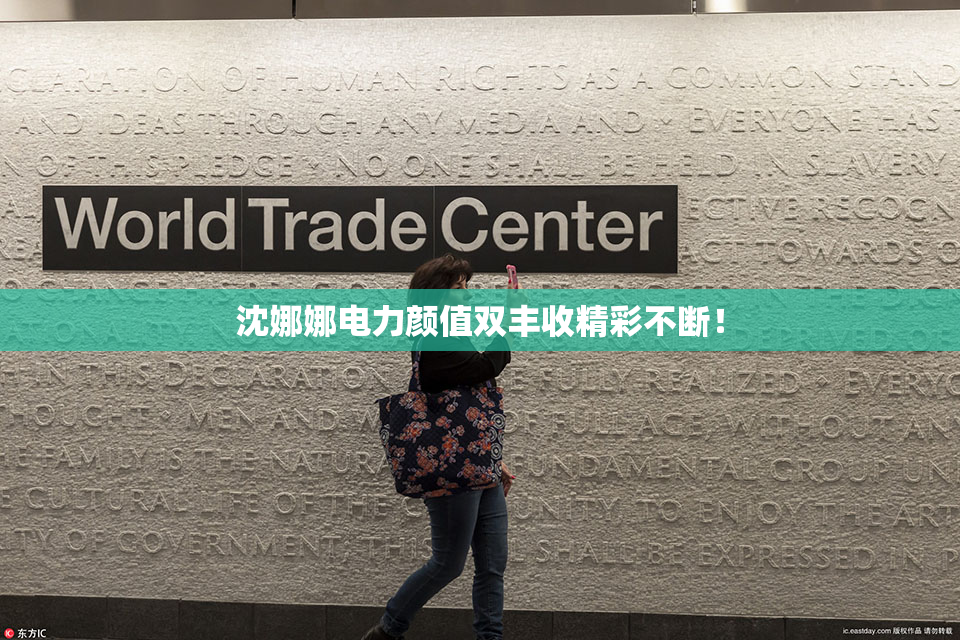 CLARATION OF HUMAN RIGHTS AS A COMMON STAND
AND IDEAS THROUGH ANY MEDIA AND EVERYONE HAS T
OF THIS PLEDGE NO ONE SHALL BE HELD IN SLAVERY
World Trade Center
ECTIVE RECOGN
ACT TOWARDS O
沈娜娜电力颜值双丰收精彩不断！
IN THIS DECLARATION FULLY REALIZED EVERYO
THOUGHT MEN AND OF FULL AGE, WITHO
E FAMILY IS THE NATURA FUNDAMENTAL GROUP
E CULTURAL LIFE OF THE UNITY, TO ENJOY THE ART
TY OF GOVERNMENT; THIS SHALL BE EXPRESSED IN P
东方IC
ic.eastday.com 版权作品 请勿转载